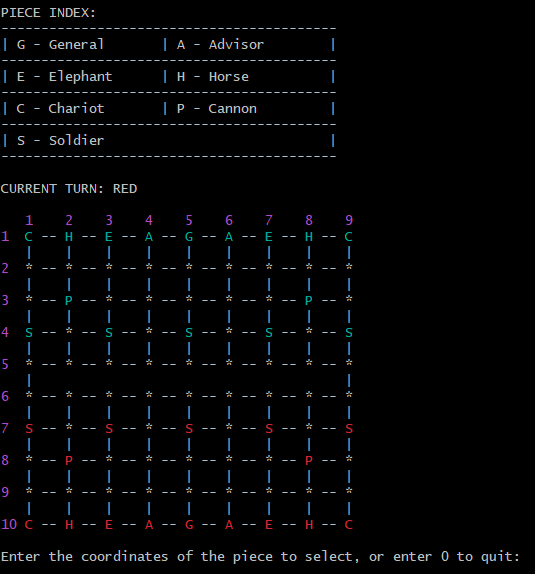 PIECE INDEX:
------------------------------------------
| G - General       | A - Advisor        |
------------------------------------------
| E - Elephant      | H - Horse          |
------------------------------------------
| C - Chariot       | P - Cannon         |
------------------------------------------
| S - Soldier                            |
------------------------------------------
CURRENT TURN: RED
   1    2    3    4    5    6    7    8    9
1  C -- H -- E -- A -- G -- A -- E -- H -- C
   |    |    |    |    |    |    |    |    |
2  * -- * -- * -- * -- * -- * -- * -- * -- *
   |    |    |    |    |    |    |    |    |
3  * -- P -- * -- * -- * -- * -- * -- P -- *
   |    |    |    |    |    |    |    |    |
4  S -- * -- S -- * -- S -- * -- S -- * -- S
   |    |    |    |    |    |    |    |    |
5  * -- * -- * -- * -- * -- * -- * -- * -- *
   |                                       |
6  * -- * -- * -- * -- * -- * -- * -- * -- *
   |    |    |    |    |    |    |    |    |
7  S -- * -- S -- * -- S -- * -- S -- * -- S
   |    |    |    |    |    |    |    |    |
8  * -- P -- * -- * -- * -- * -- * -- P -- *
   |    |    |    |    |    |    |    |    |
9  * -- * -- * -- * -- * -- * -- * -- * -- *
   |    |    |    |    |    |    |    |    |
10 C -- H -- E -- A -- G -- A -- E -- H -- C
Enter the coordinates of the piece to select, or enter 0 to quit: